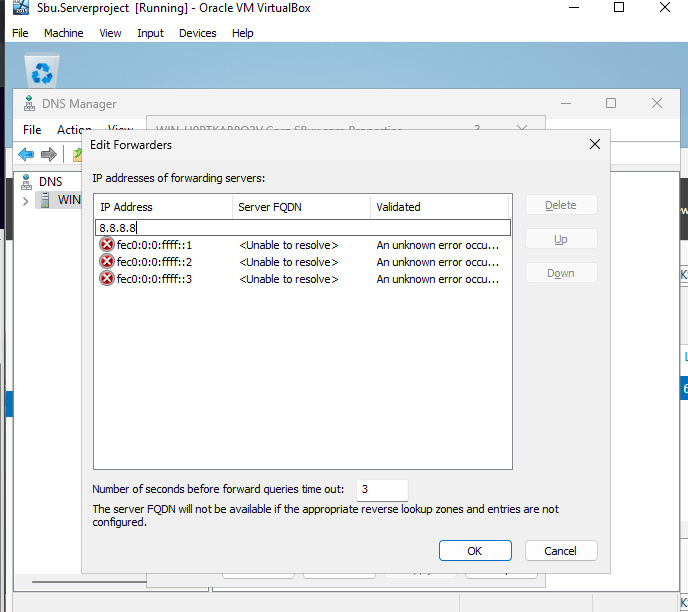 Sbu.Serverproject [Running] - Oracle VM VirtualBox
File Machine View Input Devices Help
DNS Manager
File Action View
Edit Forwarders
DNS
WIN
IP addresses of forwarding servers:
IP Address Server FQDN Validated
8.8.8.8
fec0:0:0:ffff::1 <Unable to resolve> An unknown error occu...
fec0:0:0:ffff::2 <Unable to resolve> An unknown error occu...
fec0:0:0:ffff::3 <Unable to resolve> An unknown error occu...
Delete
Up
Down
Number of seconds before forward queries time out: 3
The server FQDN will not be available if the appropriate reverse lookup zones and entries are not
configured.
OK Cancel